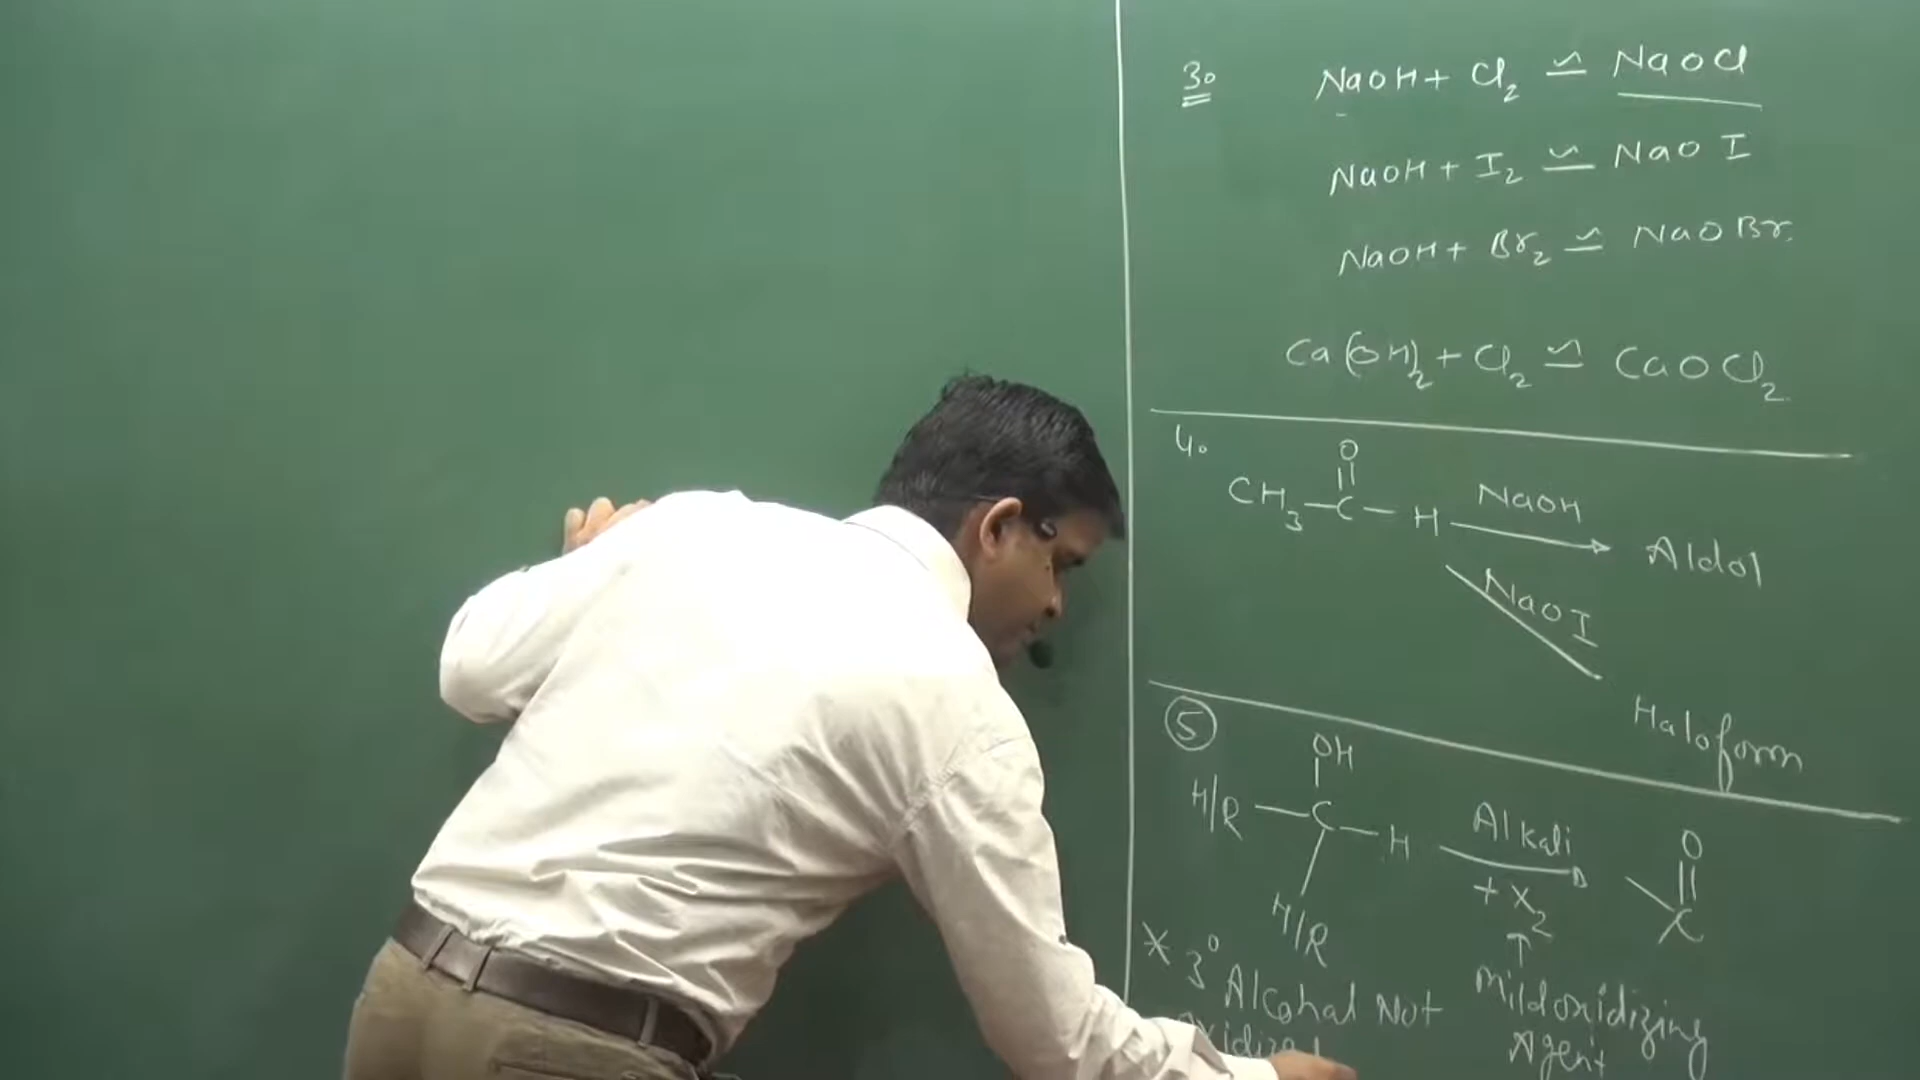 3. NaOH + Cl2 ≃ NaOCl
NaOH + I2 ≃ NaOI
NaOH + Br2 ≃ NaOBr
Ca(OH)2 + Cl2 ≃ CaOCl2
4.
O
CH3-C-H NaOH Aldol
NaOI
Haloform
5
OH
H/R-C-H Alkali O
+X2 C
H/R
* 3° Alcohal Not
oxidized
Mild oxidizing
Agent